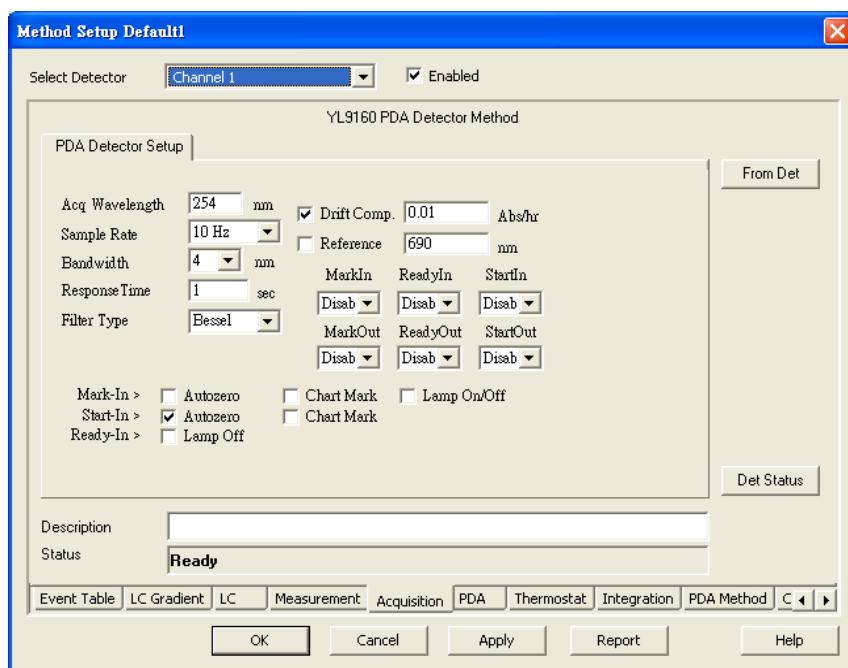 Method Setup Default1
Select Detector Channel 1 Enabled
YL9160 PDA Detector Method
PDA Detector Setup
From Det
Acq Wavelength 254 nm Drift Comp. 0.01 Abs/hr
Sample Rate 10 Hz Reference 690 nm
Bandwidth 4 nm
MarkIn ReadyIn StartIn
ResponseTime 1 sec Disab Disab Disab
Filter Type Bessel MarkOut ReadyOut StartOut
Disab Disab Disab
Mark-In > Autozero Chart Mark Lamp On/Off
Start-In > Autozero Chart Mark
Ready-In > Lamp Off
Det Status
Description
Status Ready
Event Table LC Gradient LC Measurement Acquisition PDA Thermostat Integration PDA Method C
OK Cancel Apply Report Help